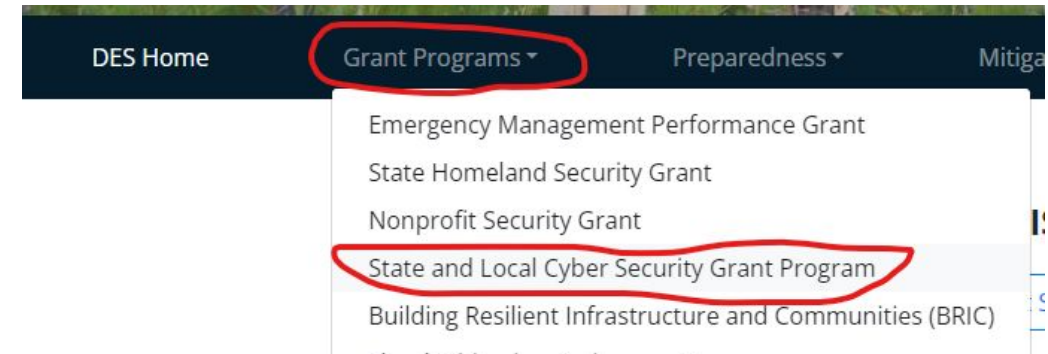 DES Home Grant Programs Preparedness
Emergency Management Performance Grant
State Homeland Security Grant
Nonprofit Security Grant
State and Local Cyber Security Grant Program
Building Resilient Infrastructure and Communities (BRIC)